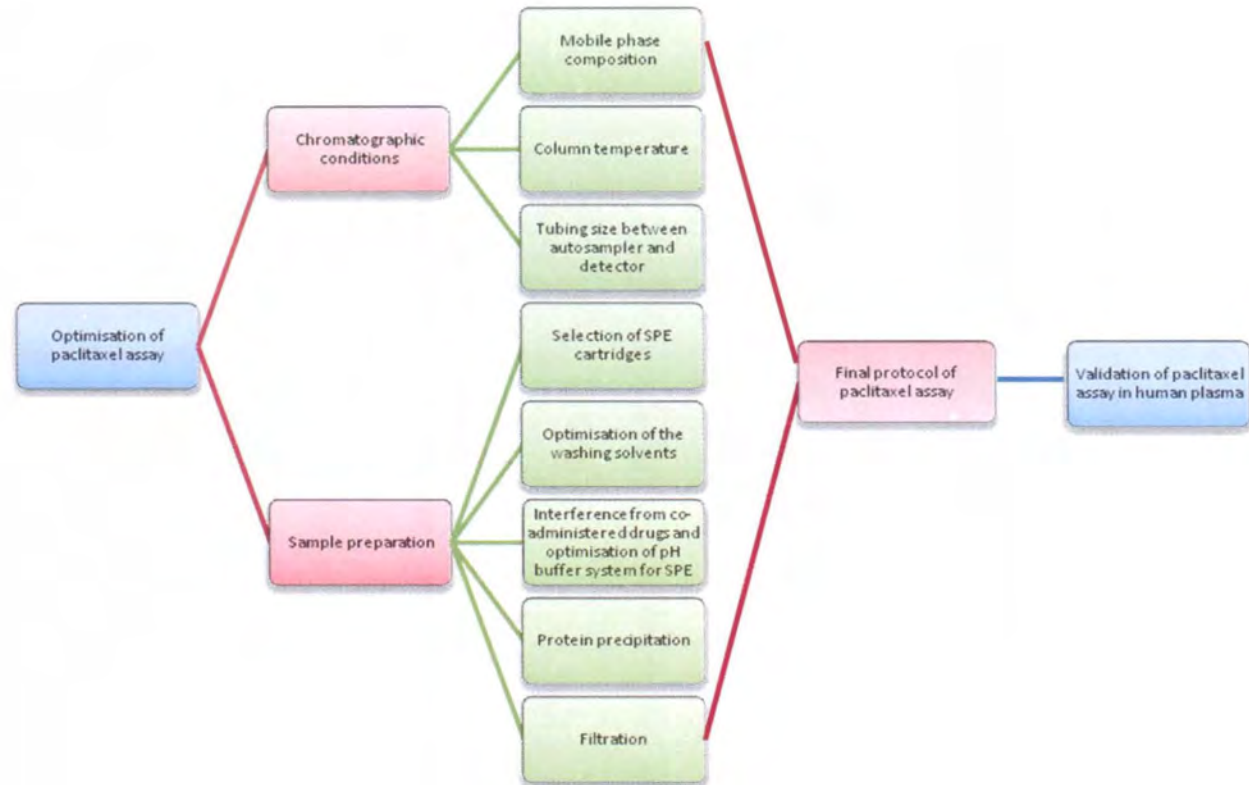 Optimisation of
paclitaxel assay
Chromatographic
conditions
Sample preparation
Mobile phase
composition
Column temperature
Tubing size between
autosampler and
detector
Selection of SPE
cartridges
Optimisation of the
washing solvents
Interference from co-
administered drugs and
optimisation of pH
buffer system for SPE
Protein precipitation
Filtration
Final protocol of
paclitaxel assay
Validation of paclitaxel
assay in human plasma